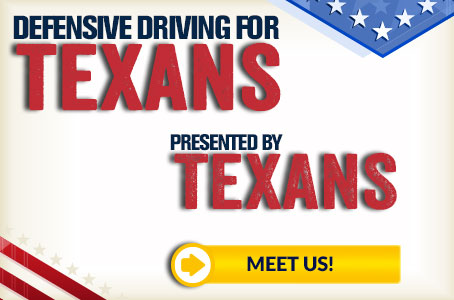 DEFENSIVE DRIVING FOR
TEXANS
PRESENTED BY
TEXANS
MEET US!